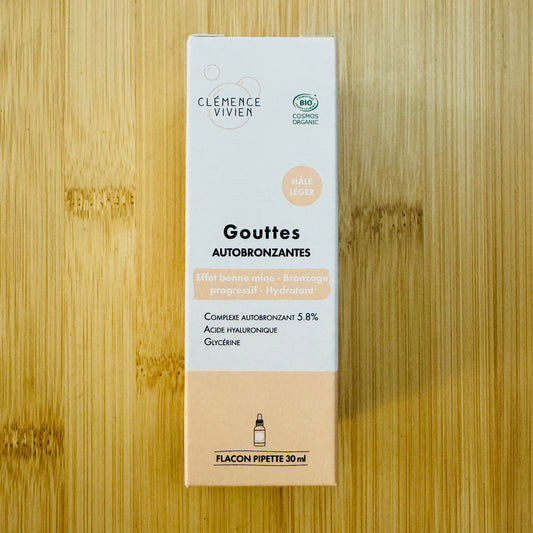 CLÉMENCE
VIVIEN
BIO
COSMOS
ORGANIC
HÂLE
LÉGER
Gouttes
AUTOBRONZANTES
Effet bonne mine - Bronzage
progressif - Hydratant
COMPLEXE AUTOBRONZANT 5.8%
ACIDE HYALURONIQUE
GLYCÉRINE
FLACON PIPETTE 30 ml